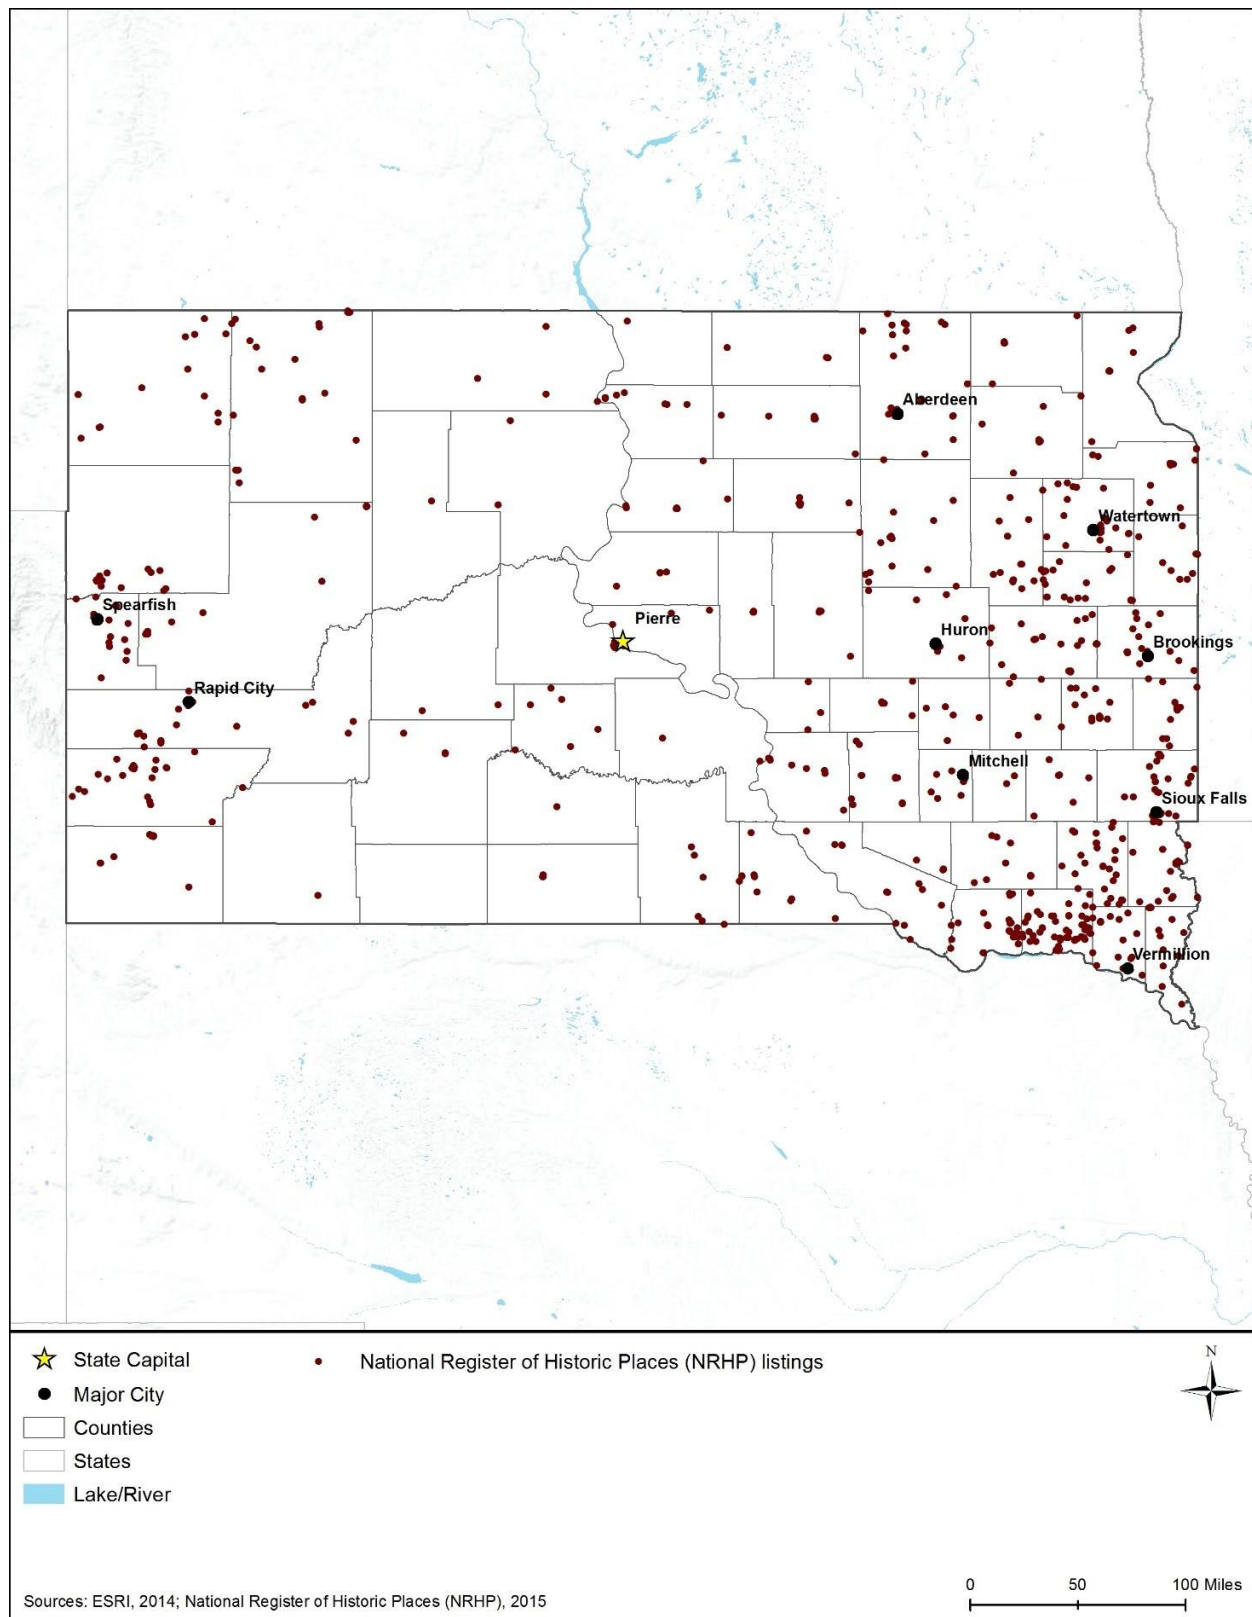 Aberdeen
Watertown
Spearfish
Pierre
Huron
Brookings
Rapid City
Mitchell
Sioux Falls
Vermillion
State Capital
National Register of Historic Places (NRHP) listings
N
Major City
Counties
States
Lake/River
0 50 100 Miles
Sources: ESRI, 2014; National Register of Historic Places (NRHP), 2015